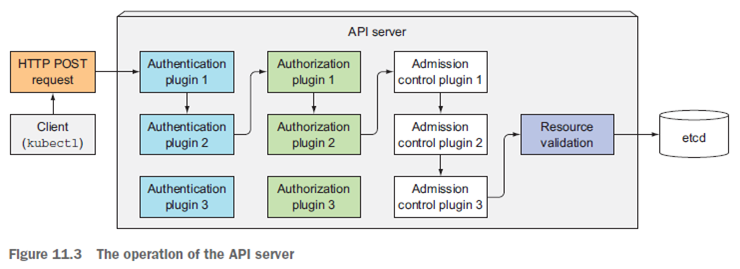 API server
HTTP POST
request
Client
(kubectl)
Authentication
plugin 1
Authentication
plugin 2
Authentication
plugin 3
Authorization
plugin 1
Authorization
plugin 2
Authorization
plugin 3
Admission
control plugin 1
Admission
control plugin 2
Admission
control plugin 3
Resource
validation
etcd
Figure 11.3 The operation of the API server